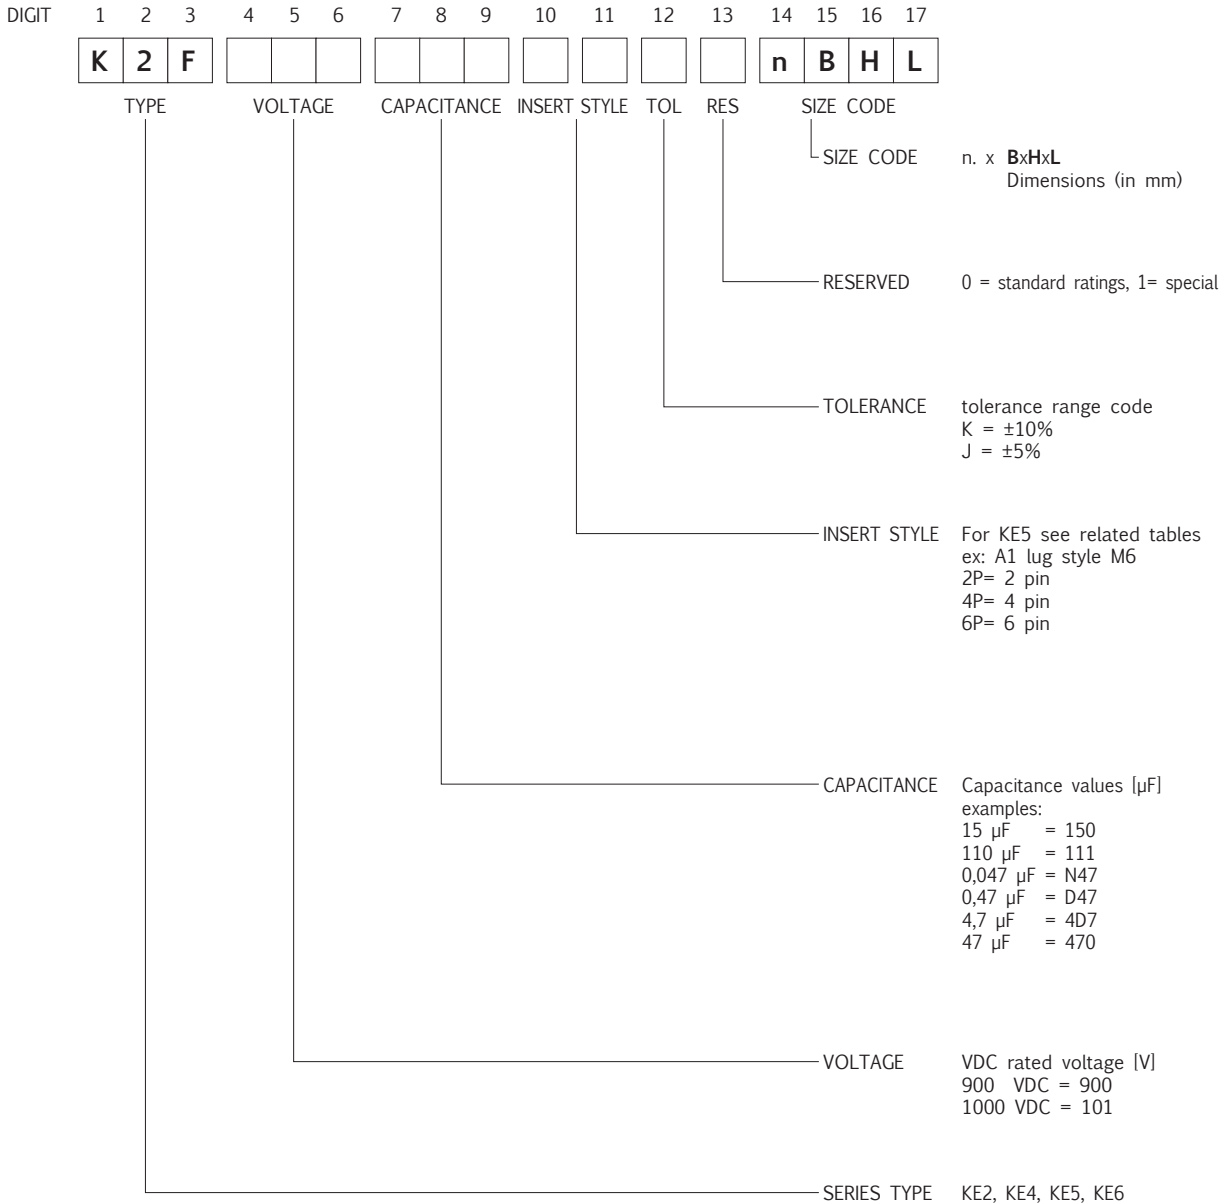 DIGIT 1 2 3 4 5 6 7 8 9 10 11 12 13 14 15 16 17
K 2 F n B H L
TYPE VOLTAGE CAPACITANCE INSERT STYLE TOL RES SIZE CODE
SIZE CODE n. x BxHxL
Dimensions (in mm)
RESERVED 0 = standard ratings, 1= special
TOLERANCE tolerance range code
K = ±10%
J = ±5%
INSERT STYLE For KE5 see related tables
ex: A1 lug style M6
2P= 2 pin
4P= 4 pin
6P= 6 pin
CAPACITANCE Capacitance values [µF]
examples:
15 µF = 150
110 µF = 111
0,047 µF = N47
0,47 µF = D47
4,7 µF = 4D7
47 µF = 470
VOLTAGE VDC rated voltage [V]
900 VDC = 900
1000 VDC = 101
SERIES TYPE KE2, KE4, KE5, KE6